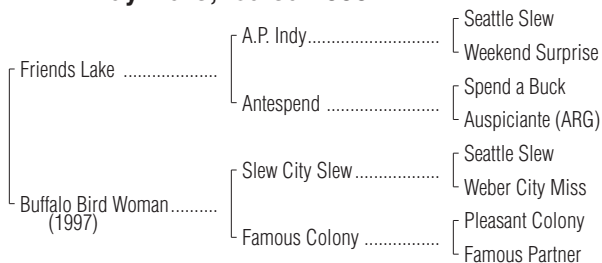 Seattle Slew
A.P. Indy..............................
Weekend Surprise
Friends Lake .....................
Spend a Buck
Antespend ..........................
Auspiciante (ARG)
Seattle Slew
Slew City Slew...................
Weber City Miss
Buffalo Bird Woman..........
(1997)
Pleasant Colony
Famous Colony .................
Famous Partner